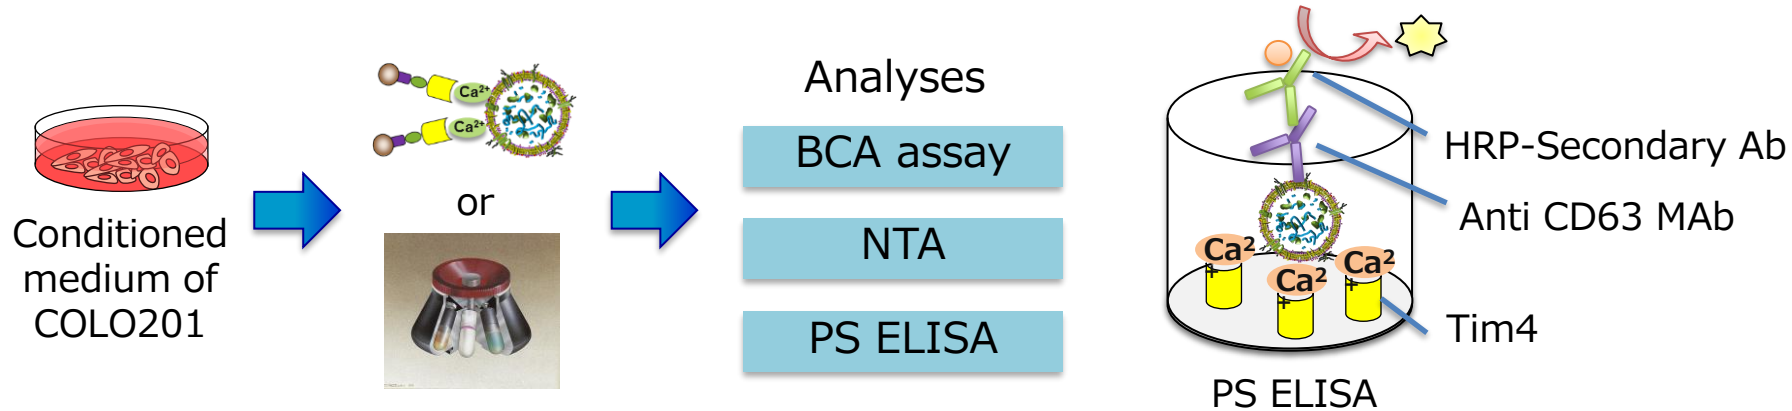 Conditioned
medium of
COLO201
Ca2+
Ca2+
or
Analyses
BCA assay
NTA
PS ELISA
HRP-Secondary Ab
Anti CD63 MAb
Ca2
+
Ca2
+
Ca2
+
Tim4
PS ELISA